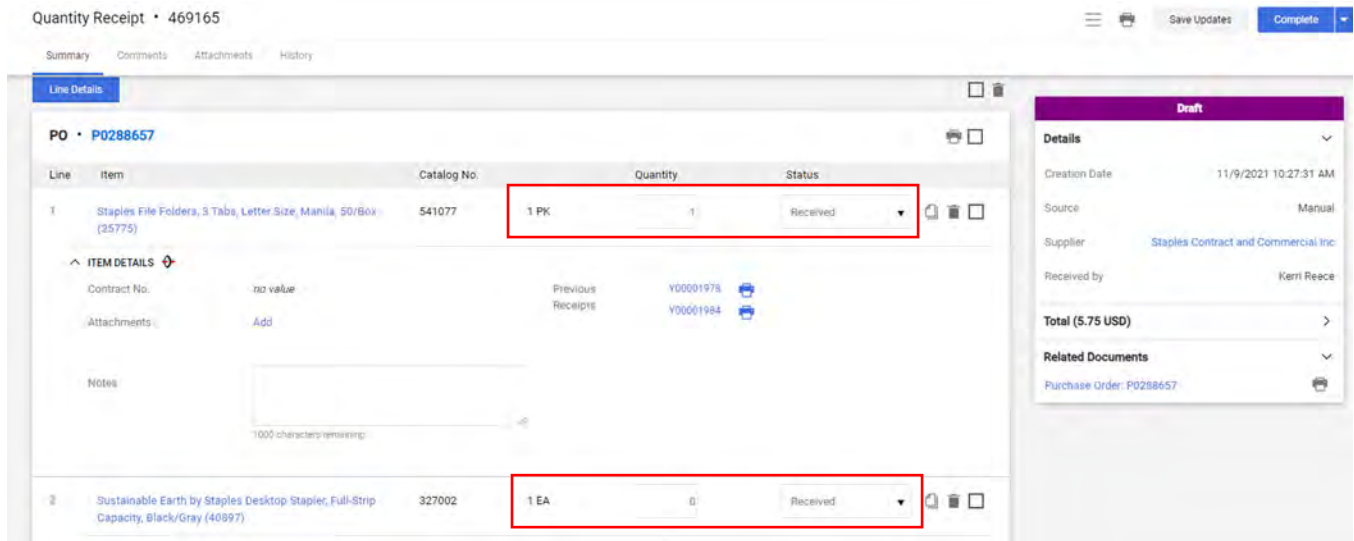 Quantity Receipt • 469165
Save Updates
Complete
Summary Comments Attachments History
Line Details
PO • P0288657
Line Item Catalog No. Quantity Status
1 Staples File Folders, 3 Tabs, Letter Size, Manila, 50/Box 541077 1 PK 1 Received
(25775)
ITEM DETAILS
Contract No. no value Previous Y00001978
Receipts Y00001984
Attachments Add
Notes
1000 characters remaining
2 Sustainable Earth by Staples Desktop Stapler, Full-Strip 327002 1 EA 0 Received
Capacity, Black/Gray (40897)
Draft
Details
Creation Date 11/9/2021 10:27:31 AM
Source Manual
Supplier Staples Contract and Commercial Inc
Received by Kerri Reece
Total (5.75 USD)
Related Documents
Purchase Order: P0288657